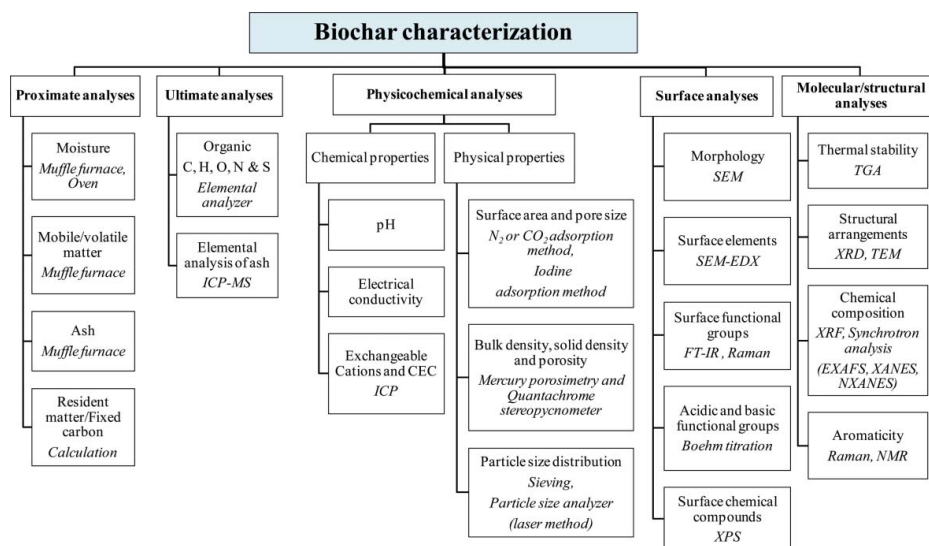 Biochar characterization
Proximate analyses
Moisture
Muffle furnace,
Oven
Mobile/volatile
matter
Muffle furnace
Ash
Muffle furnace
Resident
matter/Fixed
carbon
Calculation
Ultimate analyses
Organic
C, H, O, N & S
Elemental
analyzer
Elemental
analysis of ash
ICP-MS
Physicochemical analyses
Chemical properties
pH
Electrical
conductivity
Exchangeable
Cations and CEC
ICP
Physical properties
Surface area and pore size
N₂ or CO₂ adsorption
method,
Iodine
adsorption method
Bulk density, solid density
and porosity
Mercury porosimetry and
Quantachrome
stereopycnometer
Particle size distribution
Sieving,
Particle size analyzer
(laser method)
Surface analyses
Morphology
SEM
Surface elements
SEM-EDX
Surface functional
groups
FT-IR , Raman
Acidic and basic
functional groups
Boehm titration
Surface chemical
compounds
XPS
Molecular/structural
analyses
Thermal stability
TGA
Structural
arrangements
XRD, TEM
Chemical
composition
XRF, Synchrotron
analysis
(EXAFS, XANES,
NXANES)
Aromaticity
Raman, NMR